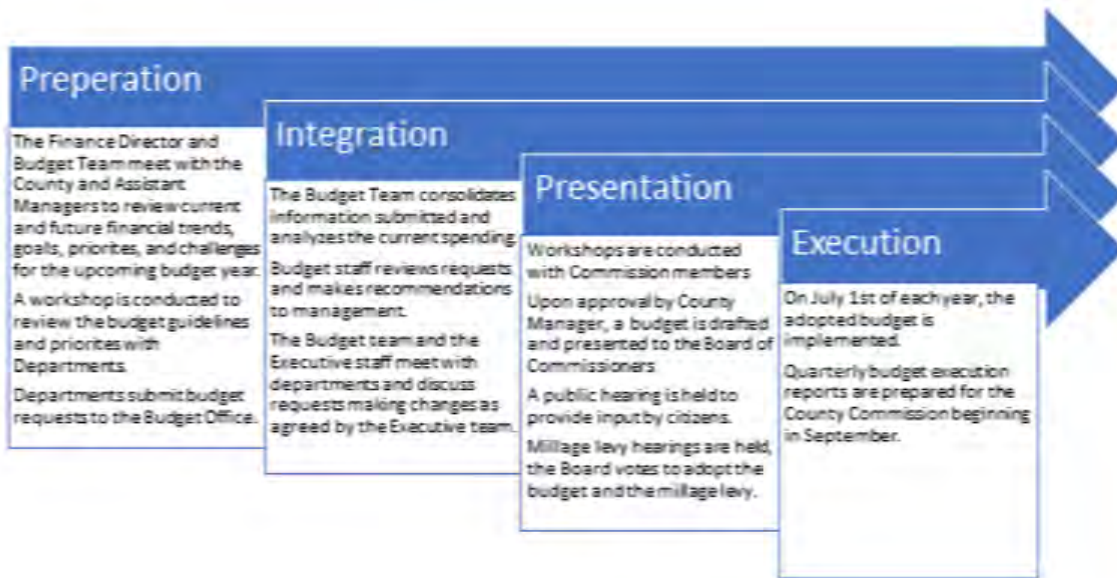 Preperation
The Finance Director and
Budget Team meet with the
County and Assistant
Managers to review current
and future financial trends,
goals, priorites, and challenges
for the upcoming budget year.
A workshop is conducted to
review the budget guidelines
and priorites with
Departments.
Departments submit budget
requests to the Budget Office.
Integration
The Budget Team consolidates
information submitted and
analyzes the current spending.
Budget staff reviews requests
and makes recommendations
to management.
The Budget team and the
Executive staff meet with
departments and discuss
requests making changes as
agreed by the Executive team.
Presentation
Workshops are conducted
with Commission members
Upon approval by County
Manager, a budget is drafted
and presented to the Board of
Commissioners
A public hearing is held to
provide input by citizens.
Millage levy hearings are held,
the Board votes to adopt the
budget and the millage levy.
Execution
On July 1st of each year, the
adopted budget is
implemented.
Quarterly budget execution
reports are prepared for the
County Commission beginning
in September.